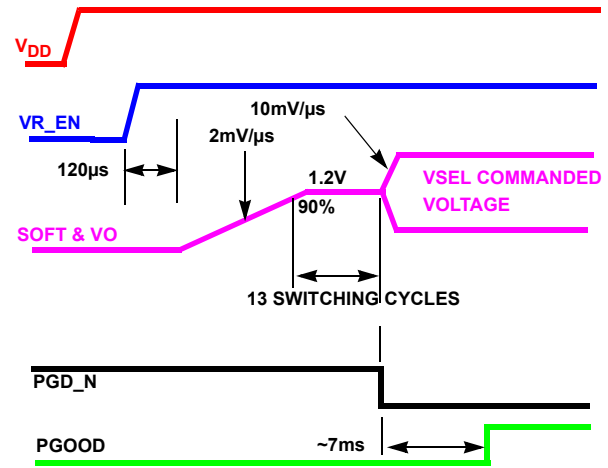 VDD
VR_EN
10mV/µs
2mV/µs
120µs
1.2V
VSEL COMMANDED
VOLTAGE
90%
SOFT & VO
13 SWITCHING CYCLES
PGD_N
PGOOD
~7ms